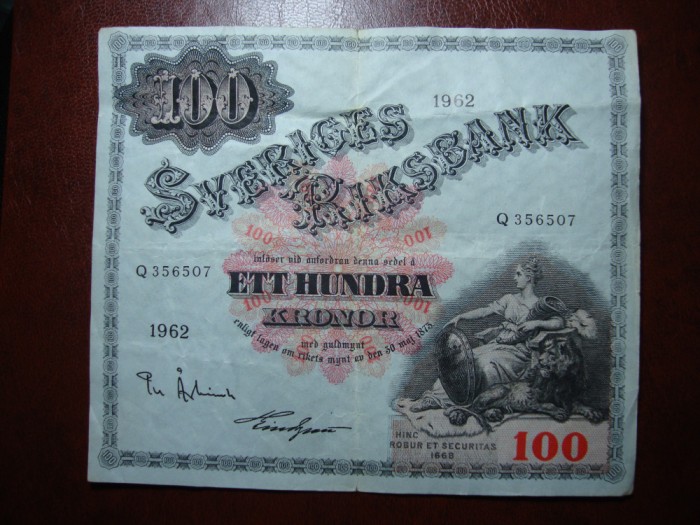 100
1962
SVERIGES
RIKSBANK
Q 356507
100 100
inlöser vid anfordran denna sedel å
Q 356507
ETT HUNDRA
100 100
KRONOR
1962
enligt lagen om rikets mynt av den 30 maj 1873
med guldmynt
HINC
ROBUR ET SECURITAS
1668
100